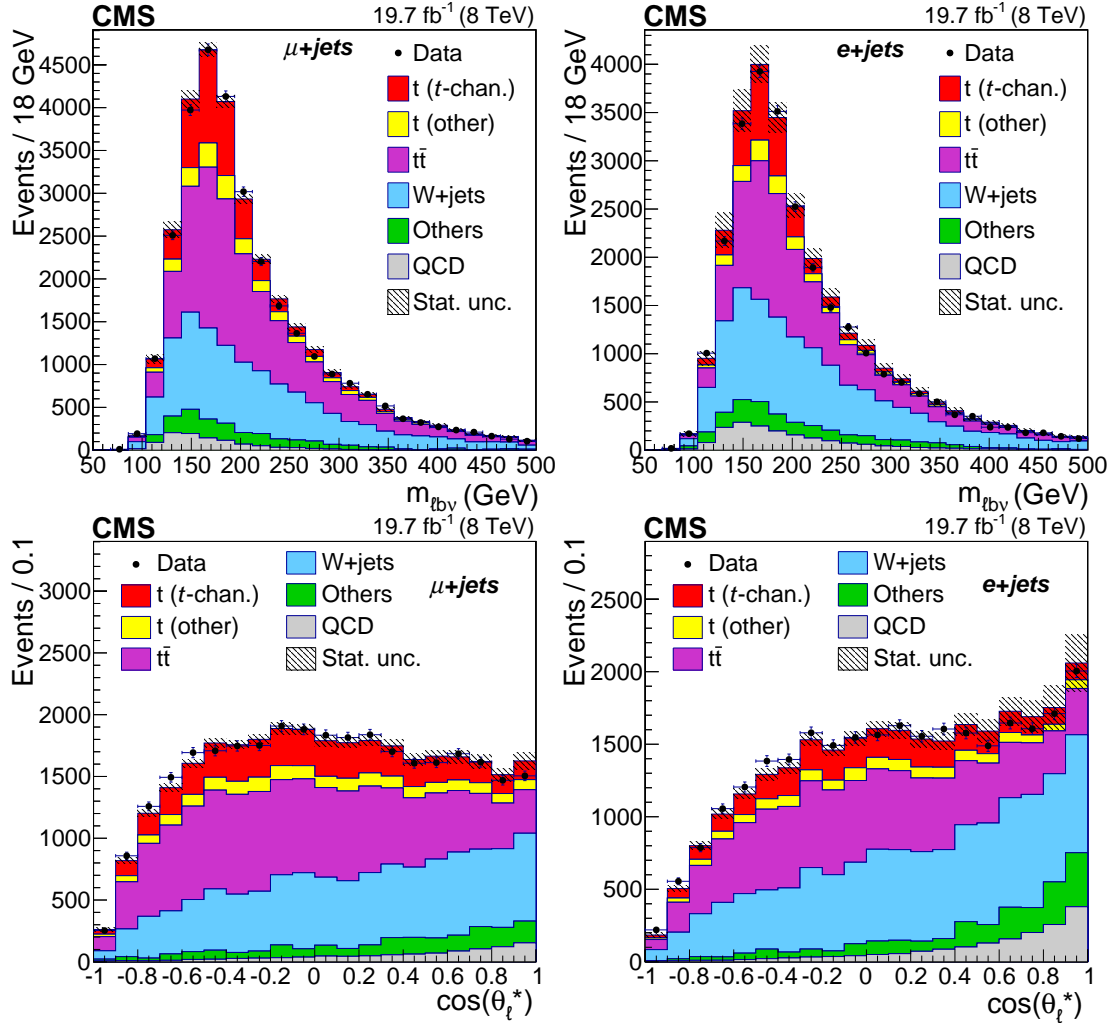 CMS 19.7 fb⁻¹ (8 TeV)
Events / 18 GeV
μ+jets
Data
t (t-chan.)
t (other)
tt̄
W+jets
Others
QCD
Stat. unc.
4500
4000
3500
3000
2500
2000
1500
1000
500
0
50 100 150 200 250 300 350 400 450 500
m_ℓbν (GeV)
CMS 19.7 fb⁻¹ (8 TeV)
Events / 18 GeV
e+jets
Data
t (t-chan.)
t (other)
tt̄
W+jets
Others
QCD
Stat. unc.
4000
3500
3000
2500
2000
1500
1000
500
0
50 100 150 200 250 300 350 400 450 500
m_ℓbν (GeV)
CMS 19.7 fb⁻¹ (8 TeV)
Events / 0.1
Data W+jets
t (t-chan.) Others
t (other) QCD
tt̄ Stat. unc.
μ+jets
3000
2500
2000
1500
1000
500
0
-1 -0.8 -0.6 -0.4 -0.2 0 0.2 0.4 0.6 0.8 1
cos(θ_ℓ*)
CMS 19.7 fb⁻¹ (8 TeV)
Events / 0.1
Data W+jets
t (t-chan.) Others
t (other) QCD
tt̄ Stat. unc.
e+jets
2500
2000
1500
1000
500
0
-1 -0.8 -0.6 -0.4 -0.2 0 0.2 0.4 0.6 0.8 1
cos(θ_ℓ*)